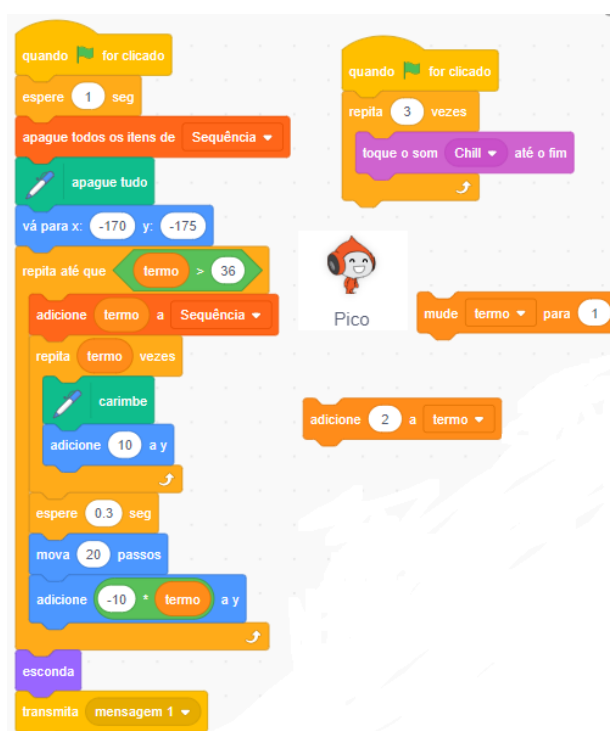 quando for clicado
espere 1 seg
apague todos os itens de Sequência
apague tudo
vá para x: -170 y: -175
repita até que termo > 36
adicione termo a Sequência
repita termo vezes
carimbe
adicione 10 a y
espere 0.3 seg
mova 20 passos
adicione -10 * termo a y
esconda
transmita mensagem 1
quando for clicado
repita 3 vezes
toque o som Chill até o fim
Pico
mude termo para 1
adicione 2 a termo